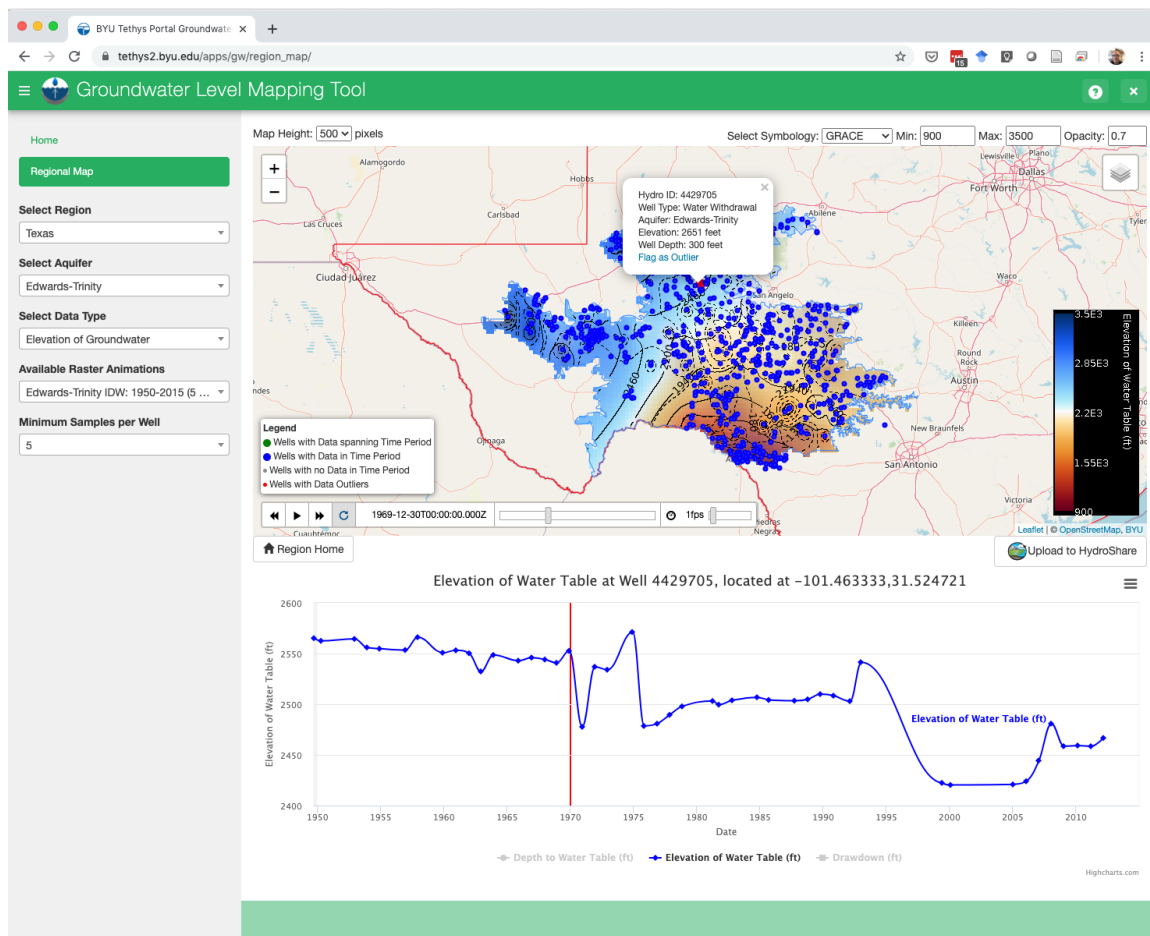 BYU Tethys Portal Groundwate
tethys2.byu.edu/apps/gw/region_map/
15
Groundwater Level Mapping Tool
Home
Regional Map
Select Region
Texas
Select Aquifer
Edwards-Trinity
Select Data Type
Elevation of Groundwater
Available Raster Animations
Edwards-Trinity IDW: 1950-2015 (5 ...
Minimum Samples per Well
5
Map Height: 500 pixels
Select Symbology: GRACE Min: 900 Max: 3500 Opacity: 0.7
Alamogordo
Hobbs
Carlsbad
Las Cruces
Ciudad Juárez
Lewisville
Plano
Dallas
Fort Worth
Tyler
Abilene
Waco
San Angelo
Killeen
Round
Rock
Austin
New Braunfels
San Antonio
Victoria
Ojinaga
Cuauhtémoc
Piedras
Negras
Hydro ID: 4429705
Well Type: Water Withdrawal
Aquifer: Edwards-Trinity
Elevation: 2651 feet
Well Depth: 300 feet
Flag as Outlier
3.5E3
2.85E3
2.2E3
1.55E3
900
Elevation of Water Table (ft)
Legend
Wells with Data spanning Time Period
Wells with Data in Time Period
Wells with no Data in Time Period
Wells with Data Outliers
1969-12-30T00:00:00.000Z
1fps
Leaflet | © OpenStreetMap, BYU
Region Home
Upload to HydroShare
Elevation of Water Table at Well 4429705, located at -101.463333,31.524721
Elevation of Water Table (ft)
2600
2550
2500
2450
2400
Elevation of Water Table (ft)
1950 1955 1960 1965 1970 1975 1980 1985 1990 1995 2000 2005 2010
Date
Depth to Water Table (ft) Elevation of Water Table (ft) Drawdown (ft)
Highcharts.com